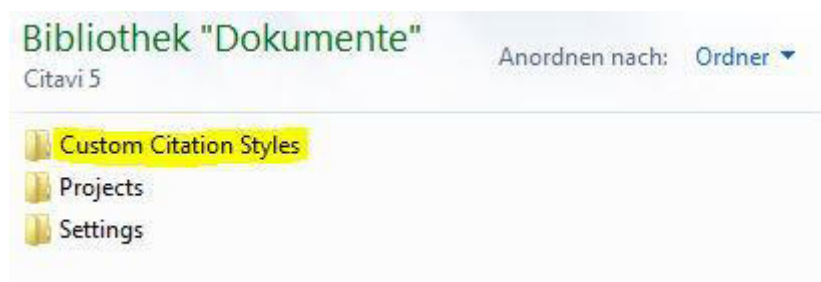 Bibliothek "Dokumente"
Citavi 5
Anordnen nach: Ordner
Custom Citation Styles
Projects
Settings